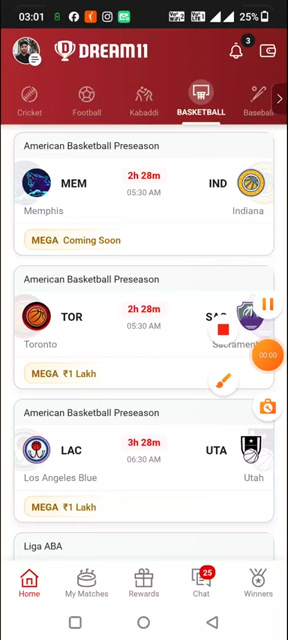 03:01
25%
3
DREAM11
Cricket
Football
Kabaddi
BASKETBALL
Baseball
American Basketball Preseason
MEM
2h 28m
IND
05:30 AM
Memphis
Indiana
MEGA Coming Soon
American Basketball Preseason
TOR
2h 28m
05:30 AM
Toronto
Sacrament
MEGA ₹1 Lakh
00:00
American Basketball Preseason
LAC
3h 28m
UTA
06:30 AM
Los Angeles Blue
Utah
MEGA ₹1 Lakh
Liga ABA
25
Home
My Matches
Rewards
Chat
Winners